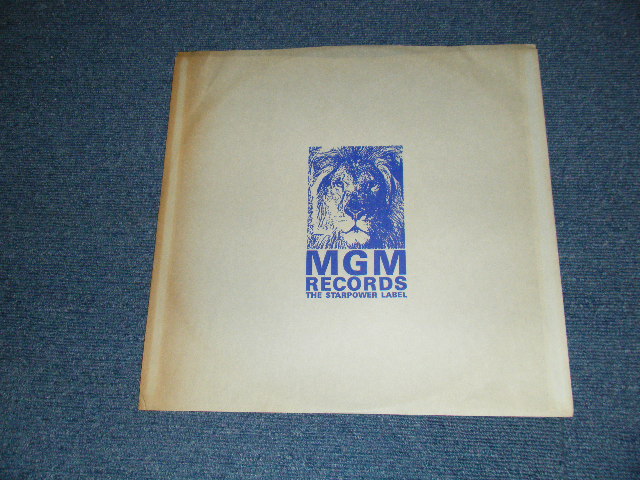 MGM
RECORDS
THE STARPOWER LABEL